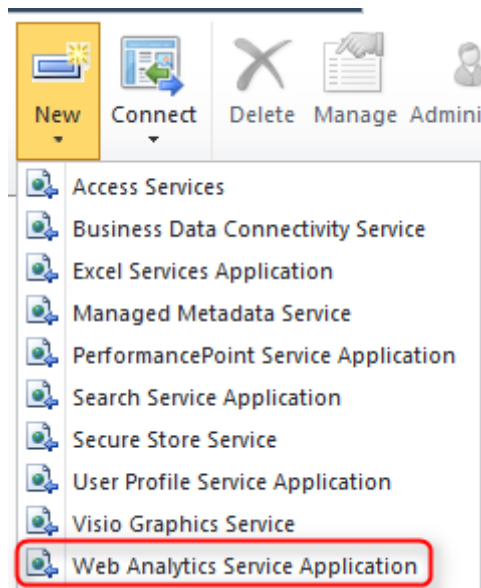 New Connect Delete Manage Admini
Access Services
Business Data Connectivity Service
Excel Services Application
Managed Metadata Service
PerformancePoint Service Application
Search Service Application
Secure Store Service
User Profile Service Application
Visio Graphics Service
Web Analytics Service Application